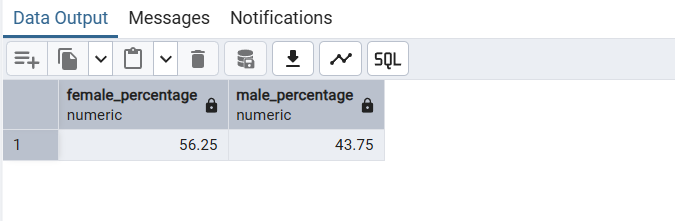 Data Output Messages Notifications
SQL
female_percentage male_percentage
numeric numeric
1 56.25 43.75